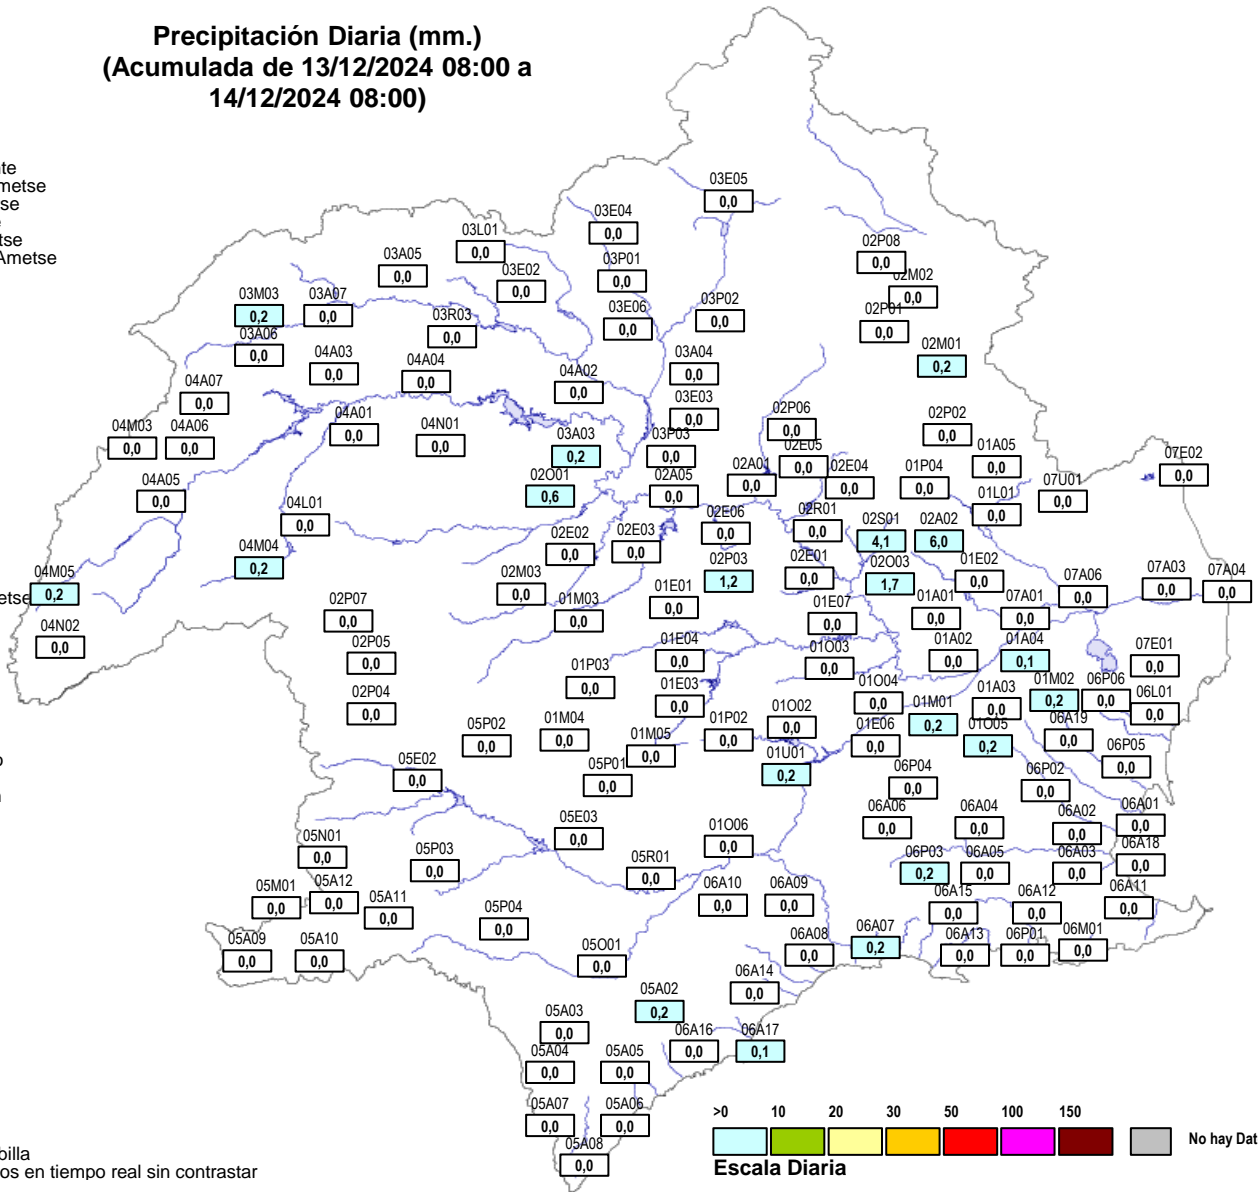 Precipitación Diaria (mm.)
(Acumulada de 13/12/2024 08:00 a
14/12/2024 08:00)
nte
metse
se
tse
Ametse
03E05
0,0
03E04
0,0
03L01
0,0
03A05
0,0
03E02
0,0
03P01
0,0
02P08
0,0
02M02
0,0
03M03
0,2
03A07
0,0
03R03
0,0
03E06
0,0
03P02
0,0
02P01
0,0
03A06
0,0
04A03
0,0
04A04
0,0
04A02
0,0
03A04
0,0
02M01
0,2
04A07
0,0
04A01
0,0
04N01
0,0
03E03
0,0
02P06
0,0
02P02
0,0
04M03
0,0
04A06
0,0
03A03
0,2
03P03
0,0
02E05
0,0
01A05
0,0
07E02
0,0
04A05
0,0
02O01
0,6
02A05
0,0
02A01
0,0
02E04
0,0
01P04
0,0
07U01
0,0
04L01
0,0
02E06
0,0
02R01
0,0
01L01
0,0
04M04
0,2
02E02
0,0
02E03
0,0
02S01
4,1
02A02
6,0
04M05
0,2
etse
02M03
0,0
02P03
1,2
02E01
0,0
02O03
1,7
01E02
0,0
07A06
0,0
07A03
0,0
07A04
0,0
04N02
0,0
02P07
0,0
01M03
0,0
01E01
0,0
01E07
0,0
01A01
0,0
07A01
0,0
02P05
0,0
01P03
0,0
01E04
0,0
01O03
0,0
01A02
0,0
01A04
0,1
07E01
0,0
02P04
0,0
01E03
0,0
01O04
0,0
01A03
0,0
01M02
0,2
06P06
0,0
06L01
0,0
05P02
0,0
01M04
0,0
01M05
0,0
01P02
0,0
01O02
0,0
01E06
0,0
01M01
0,2
01O05
0,2
06A19
0,0
06P05
0,0
05E02
0,0
05P01
0,0
01U01
0,2
06P04
0,0
06P02
0,0
05E03
0,0
01O06
0,0
06A06
0,0
06A04
0,0
06A02
0,0
06A01
0,0
05N01
0,0
05P03
0,0
05R01
0,0
06P03
0,2
06A05
0,0
06A03
0,0
06A18
0,0
05M01
0,0
05A12
0,0
05A11
0,0
05P04
0,0
06A10
0,0
06A09
0,0
06A15
0,0
06A12
0,0
06A11
0,0
05A09
0,0
05A10
0,0
05O01
0,0
06A08
0,0
06A07
0,2
06A13
0,0
06P01
0,0
06M01
0,0
05A02
0,2
06A14
0,0
05A03
0,0
06A16
0,0
06A17
0,1
05A04
0,0
05A05
0,0
05A07
0,0
05A06
0,0
05A08
0,0
>0 10 20 30 50 100 150
No hay Dat
Escala Diaria
billa
os en tiempo real sin contrastar